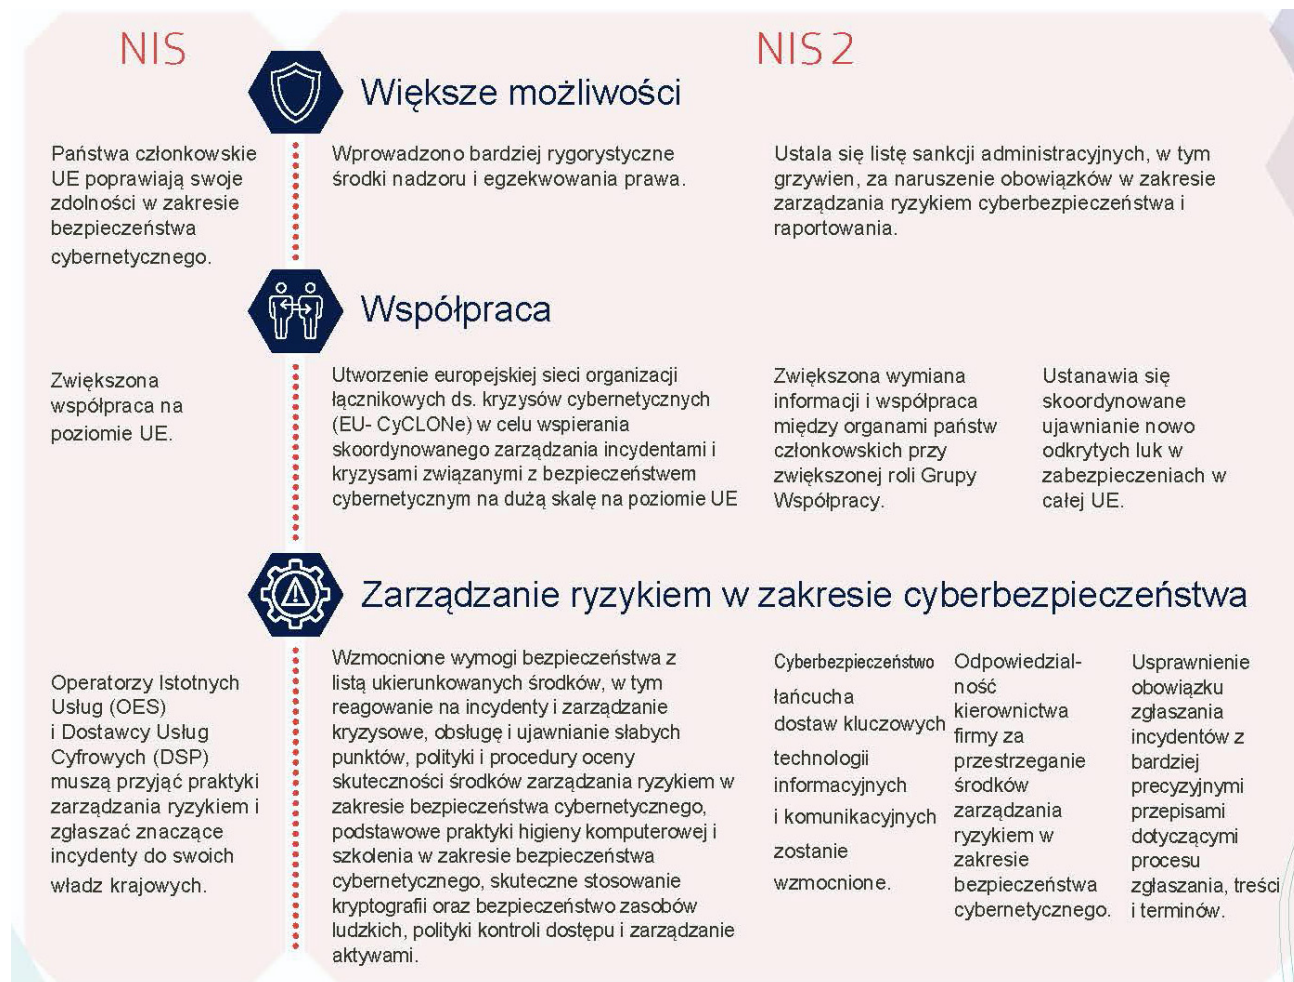 NIS
NIS 2
Większe możliwości
Państwa członkowskie
UE poprawiają swoje
zdolności w zakresie
bezpieczeństwa
cybernetycznego.
Wprowadzono bardziej rygorystyczne
środki nadzoru i egzekwowania prawa.
Ustala się listę sankcji administracyjnych, w tym
grzywien, za naruszenie obowiązków w zakresie
zarządzania ryzykiem cyberbezpieczeństwa i
raportowania.
Współpraca
Zwiększona
współpraca na
poziomie UE.
Utworzenie europejskiej sieci organizacji
łącznikowych ds. kryzysów cybernetycznych
(EU- CyCLONe) w celu wspierania
skoordynowanego zarządzania incydentami i
kryzysami związanymi z bezpieczeństwem
cybernetycznym na dużą skalę na poziomie UE
Zwiększona wymiana
informacji i współpraca
między organami państw
członkowskich przy
zwiększonej roli Grupy
Współpracy.
Ustanawia się
skoordynowane
ujawnianie nowo
odkrytych luk w
zabezpieczeniach w
całej UE.
Zarządzanie ryzykiem w zakresie cyberbezpieczeństwa
Operatorzy Istotnych
Usług (OES)
i Dostawcy Usług
Cyfrowych (DSP)
muszą przyjąć praktyki
zarządzania ryzykiem i
zgłaszać znaczące
incydenty do swoich
władz krajowych.
Wzmocnione wymogi bezpieczeństwa z
listą ukierunkowanych środków, w tym
reagowanie na incydenty i zarządzanie
kryzysowe, obsługę i ujawnianie słabych
punktów, polityki i procedury oceny
skuteczności środków zarządzania ryzykiem w
zakresie bezpieczeństwa cybernetycznego,
podstawowe praktyki higieny komputerowej i
szkolenia w zakresie bezpieczeństwa
cybernetycznego, skuteczne stosowanie
kryptografii oraz bezpieczeństwo zasobów
ludzkich, polityki kontroli dostępu i zarządzanie
aktywami.
Cyberbezpieczeństwo
łańcucha
dostaw kluczowych
technologii
informacyjnych
i komunikacyjnych
zostanie
wzmocnione.
Odpowiedzial-
ność
kierownictwa
firmy za
przestrzeganie
środków
zarządzania
ryzykiem w
zakresie
bezpieczeństwa
cybernetycznego.
Usprawnienie
obowiązku
zgłaszania
incydentów z
bardziej
precyzyjnymi
przepisami
dotyczącymi
procesu
zgłaszania, treści
i terminów.